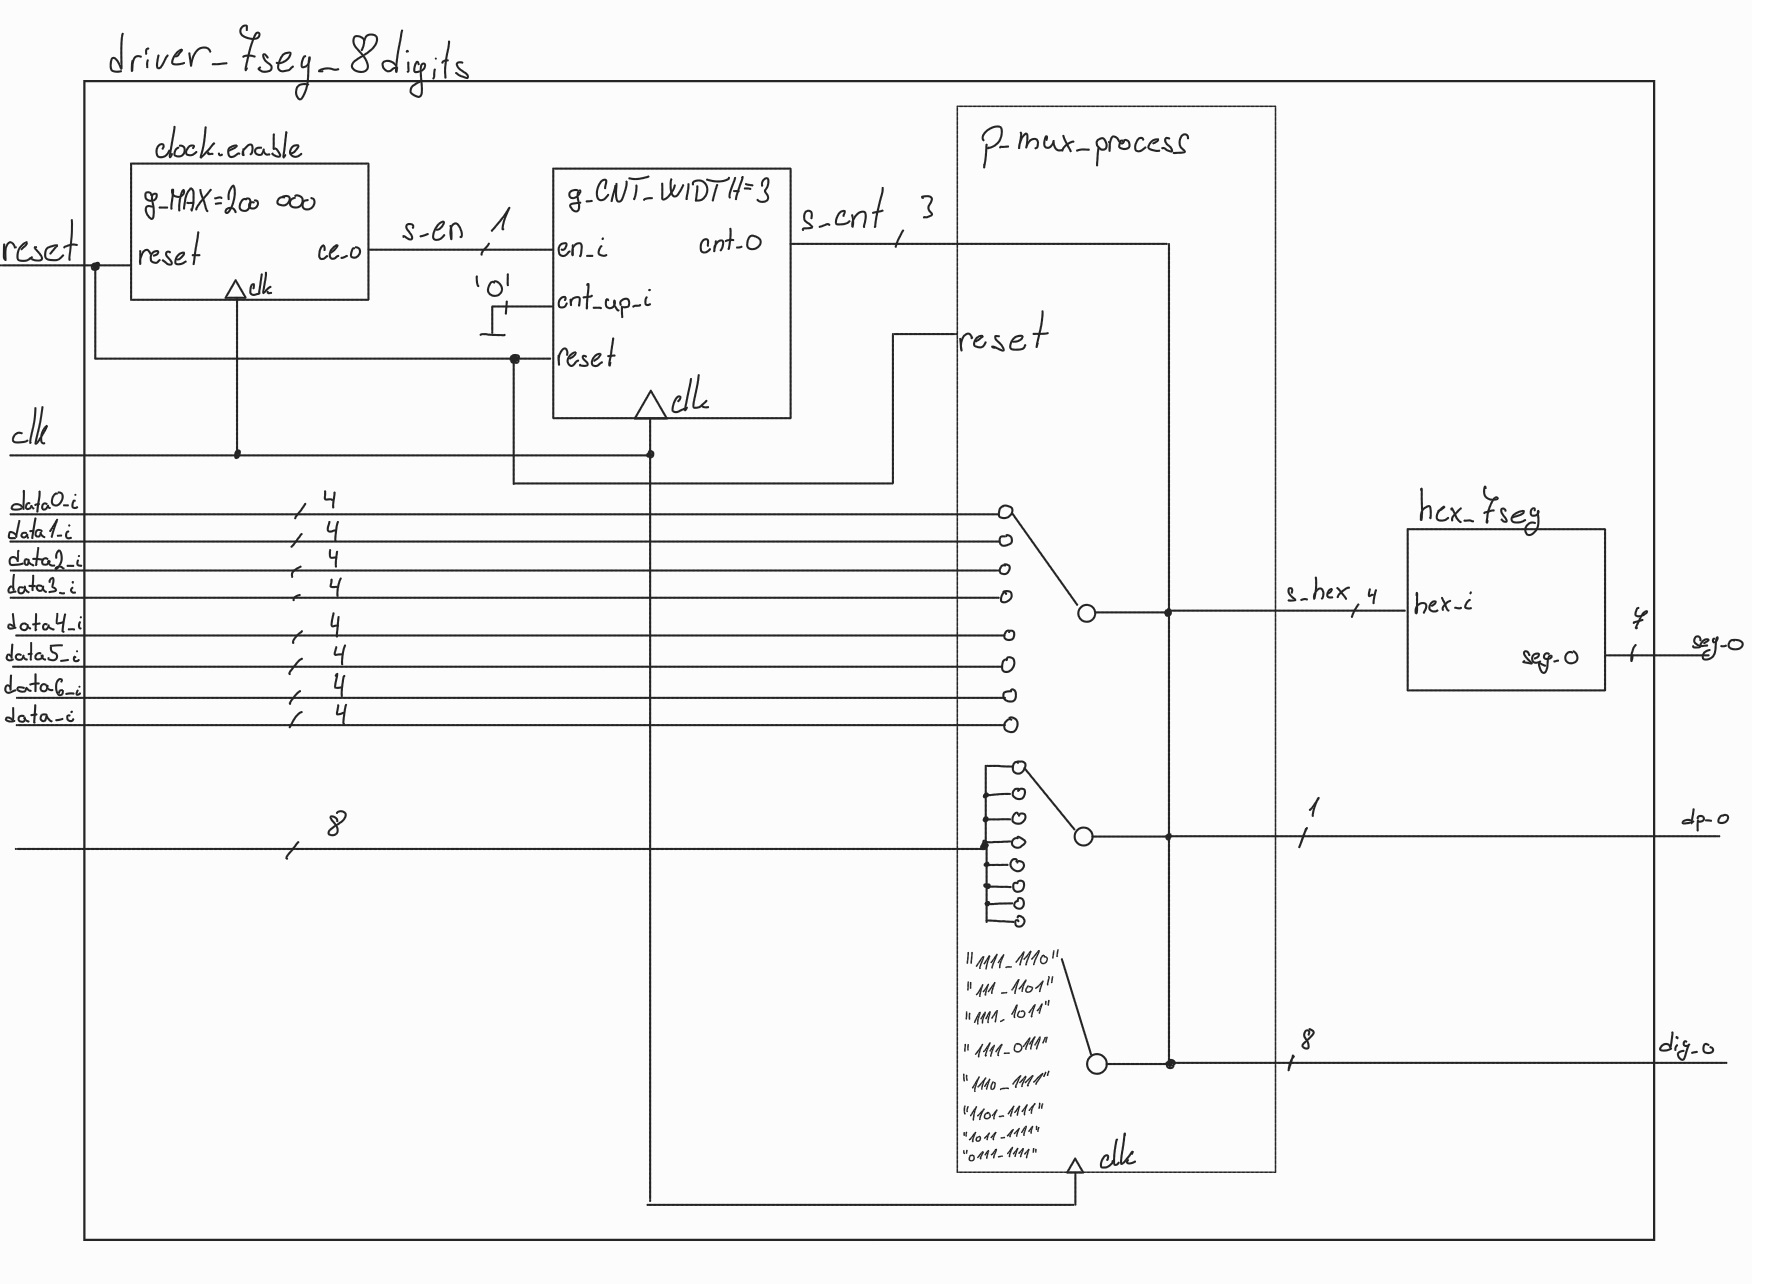 driver_7seg_8digits
clock.enable
g_MAX=200 000
reset
reset
ce_o
clk
s_en 1
g_CNT_WIDTH=3
en_i
cnt_o
'0'
cnt_up_i
reset
clk
s_cnt 3
p_mux_process
reset
clk
data0_i 4
data1_i 4
data2_i 4
data3_i 4
data4_i 4
data5_i 4
data6_i 4
data_i 4
8
s_hex 4
hex_7seg
hex_i
seg_o
7
seg_o
1
dp_o
"1111_1110"
"111_1101"
"1111_1011"
"1111_0111"
"1110_1111"
"1101_1111"
"1011_1111"
"0111_1111"
8
dig_o
clk